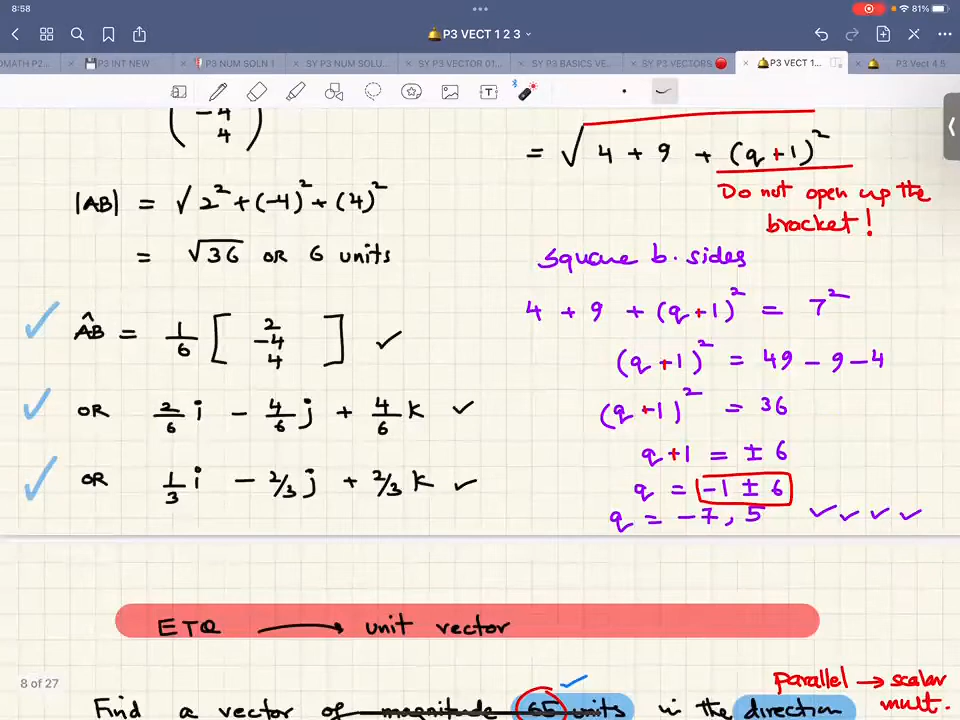 8:58
81%
P3 VECT 1 2 3
OMATH P2...
P3 INT NEW
P3 NUM SOLN 1
SY P3 NUM SOLU...
SY P3 VECTOR 01...
SY P3 BASICS VE...
SY P3 VECTORS
P3 VECT 1...
P3 Vect 4 5
-4
4
|AB| = √2² + (-4)² + (4)²
= √36 OR 6 units
ÂB = 1/6 [ 2 -4 4 ]
OR 2/6 i - 4/6 j + 4/6 k
OR 1/3 i - 2/3 j + 2/3 k
= √4 + 9 + (q+1)²
Do not open up the
bracket!
Square b. sides
4 + 9 + (q+1)² = 7²
(q+1)² = 49 - 9 - 4
(q+1)² = 36
q+1 = ± 6
q = -1 ± 6
q = -7, 5
ETQ → unit vector
8 of 27
parallel → scalar
mult.
Find a vector of magnitude 65 units in the direction